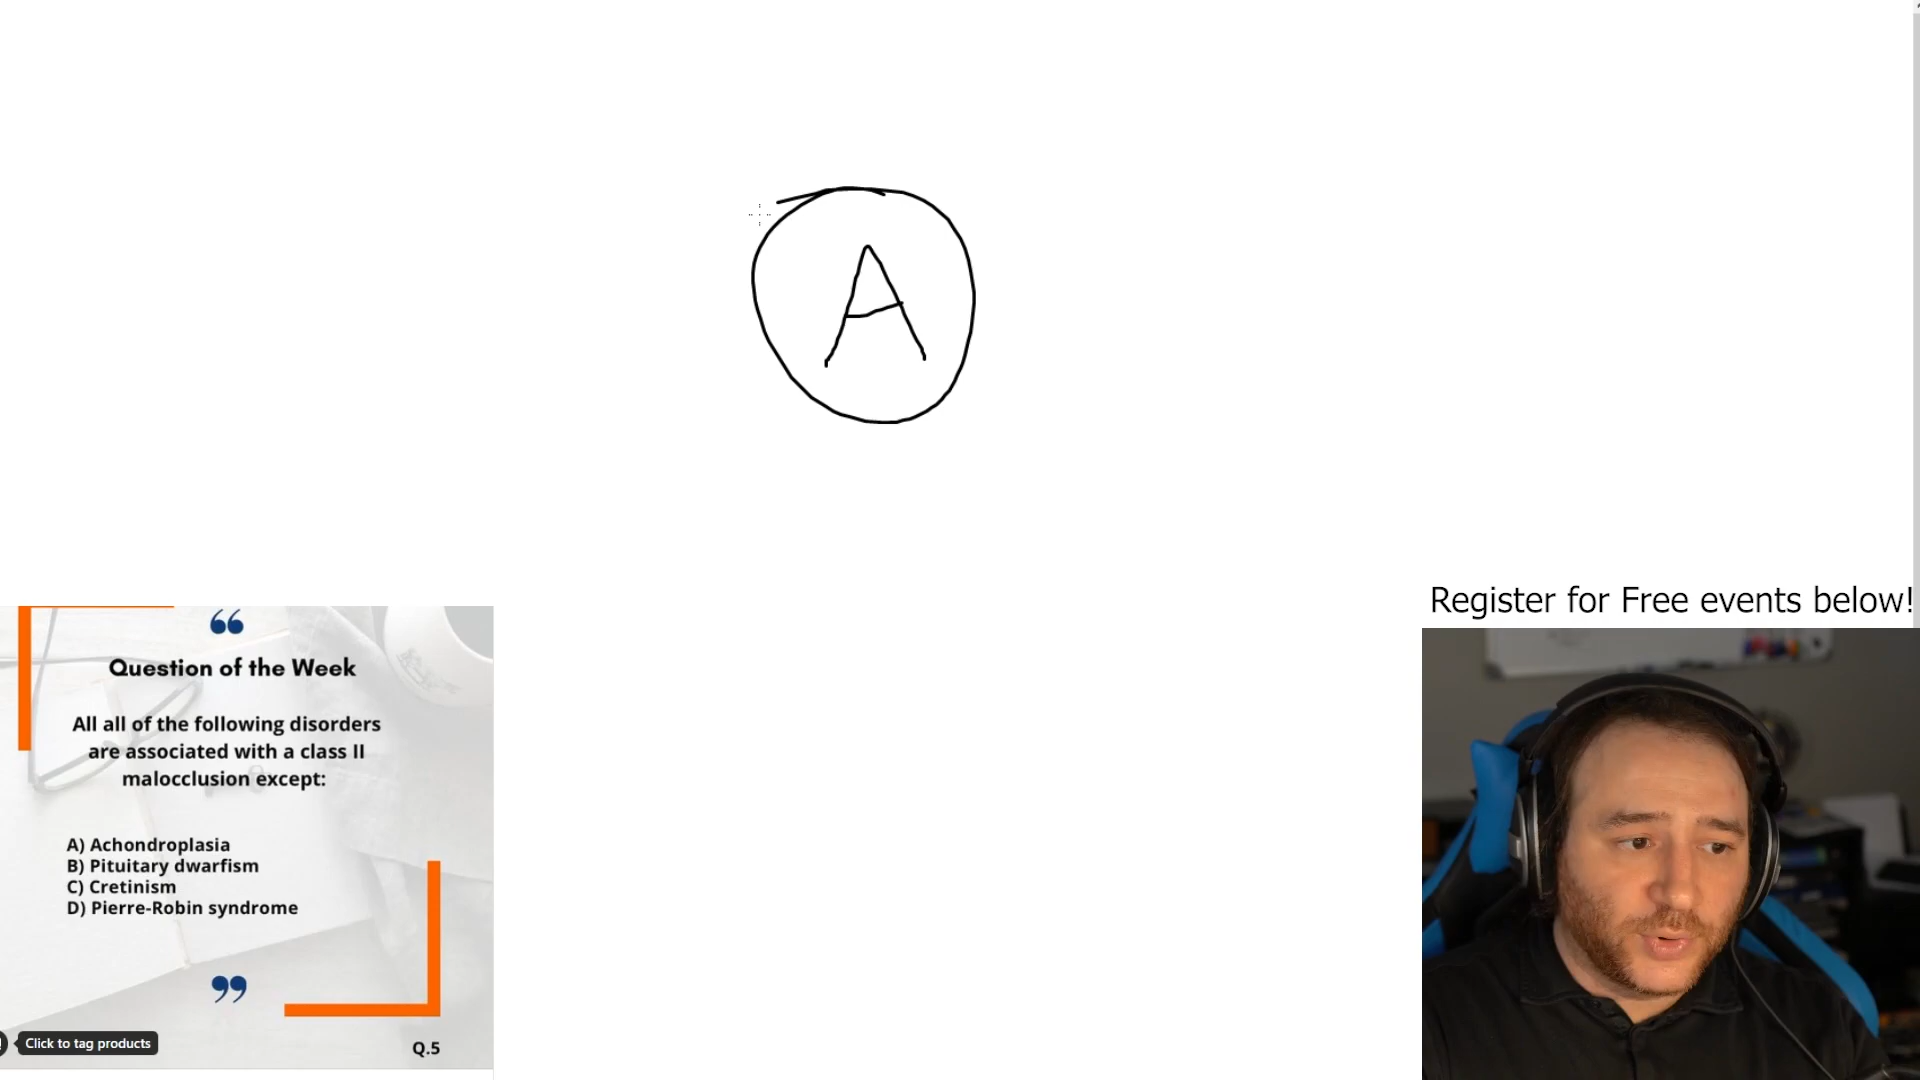 A
Register for Free events below!
“
Question of the Week
All all of the following disorders
are associated with a class II
malocclusion except:
A) Achondroplasia
B) Pituitary dwarfism
C) Cretinism
D) Pierre-Robin syndrome
”
Click to tag products
Q.5